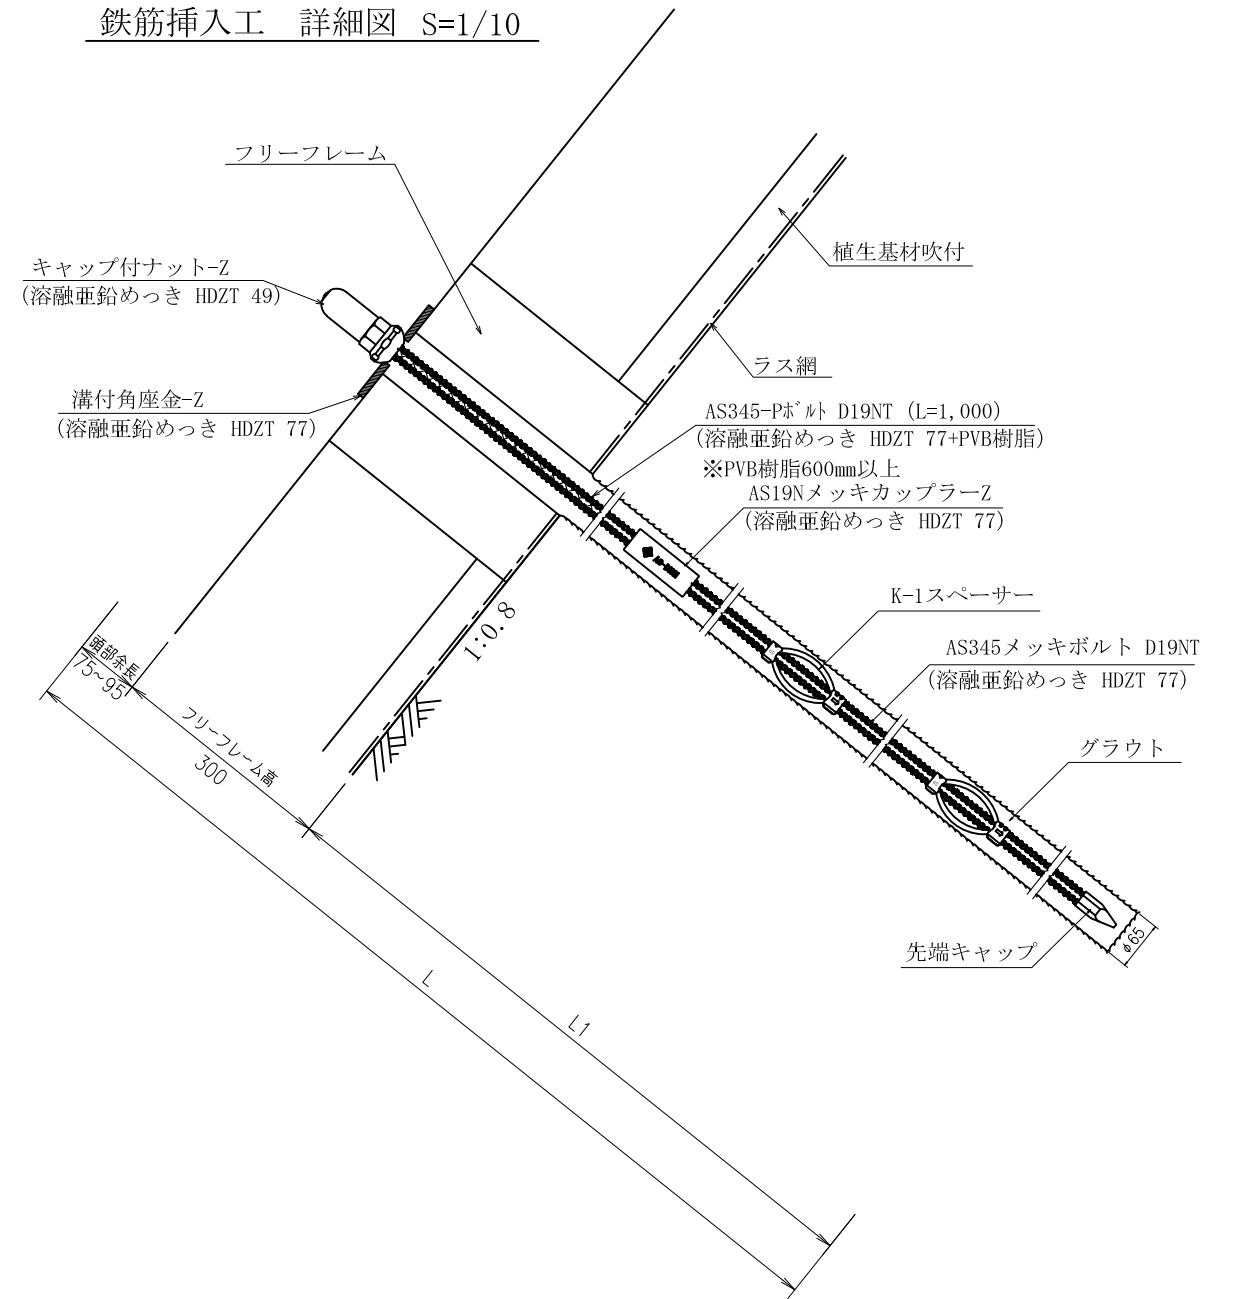 鉄筋挿入工　詳細図 S=1/10
フリーフレーム
植生基材吹付
キャップ付ナット-Z
(溶融亜鉛めっき HDZT 49)
ラス網
溝付角座金-Z
(溶融亜鉛めっき HDZT 77)
AS345-Pﾎﾞﾙﾄ D19NT (L=1,000)
(溶融亜鉛めっき HDZT 77+PVB樹脂)
※PVB樹脂600mm以上
AS19NメッキカップラーZ
(溶融亜鉛めっき HDZT 77)
K-1スペーサー
1:0.8
AS345メッキボルト D19NT
(溶融亜鉛めっき HDZT 77)
頭部余長
75~95
フリーフレーム高
300
グラウト
先端キャップ
φ65
L
L1